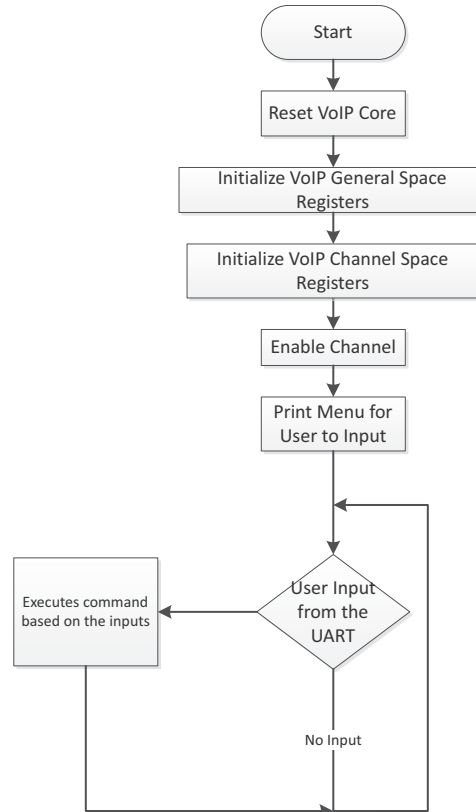 Start
Reset VoIP Core
Initialize VoIP General Space
Registers
Initialize VoIP Channel Space
Registers
Enable Channel
Print Menu for
User to Input
User Input
from the
UART
Executes command
based on the inputs
No Input